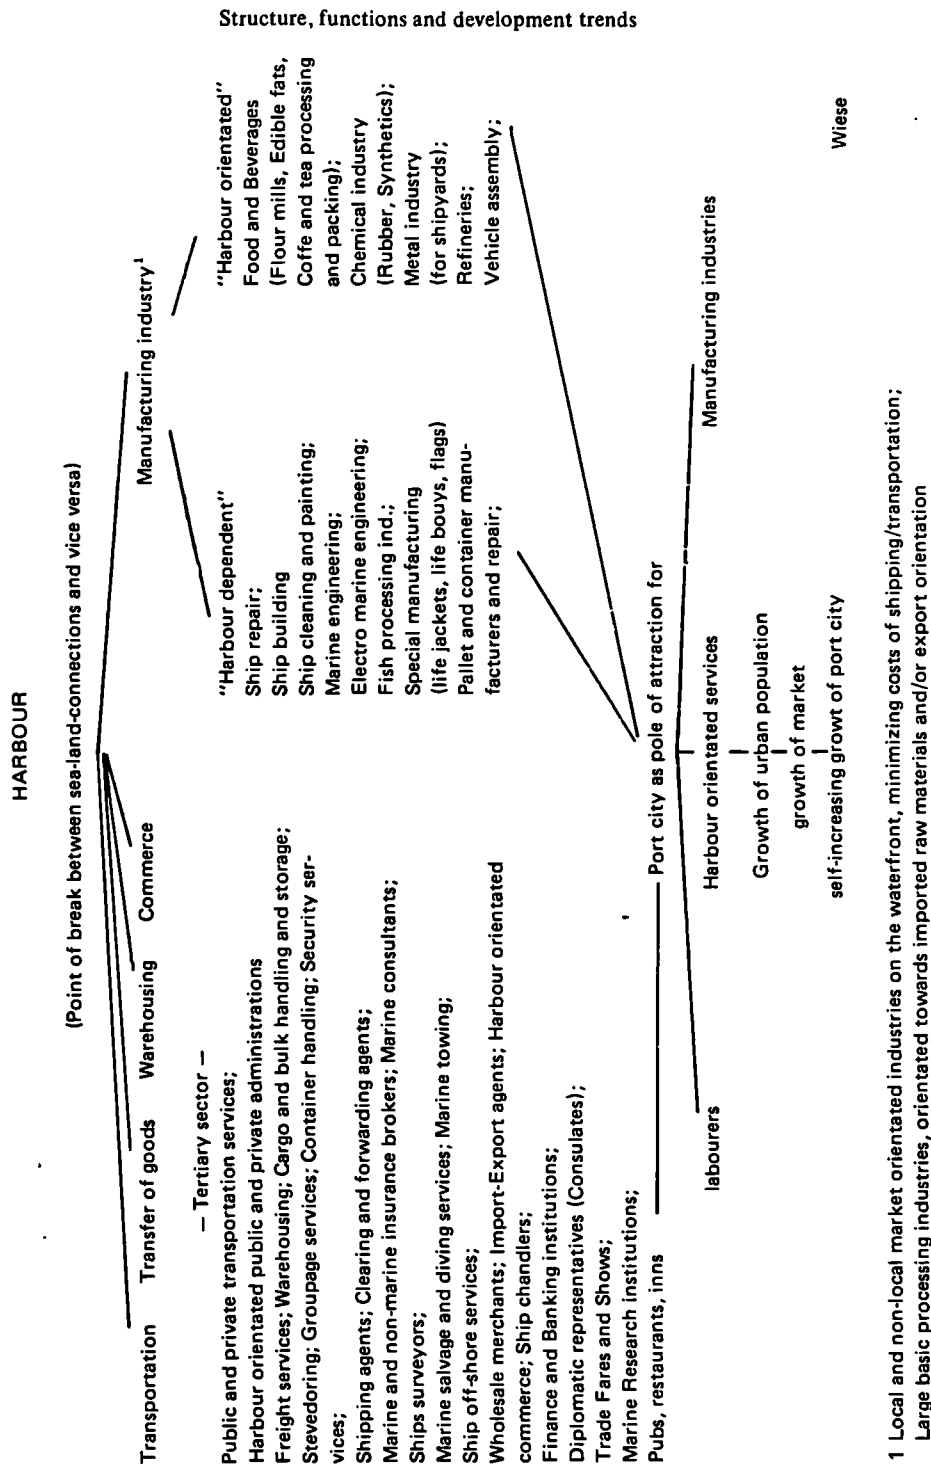 Structure, functions and development trends
HARBOUR
(Point of break between sea-land-connections and vice versa)
Transportation
Transfer of goods
Warehousing
Commerce
Manufacturing industry¹
— Tertiary sector —
Public and private transportation services;
Harbour orientated public and private administrations
Freight services; Warehousing; Cargo and bulk handling and storage;
Stevedoring; Groupage services; Container handling; Security ser-
vices;
Shipping agents; Clearing and forwarding agents;
Marine and non-marine insurance brokers; Marine consultants;
Ships surveyors;
Marine salvage and diving services; Marine towing;
Ship off-shore services;
Wholesale merchants; Import-Export agents; Harbour orientated
commerce; Ship chandlers;
Finance and Banking institutions;
Diplomatic representatives (Consulates);
Trade Fares and Shows;
Marine Research Institutions;
Pubs, restaurants, inns
"Harbour dependent"
Ship repair;
Ship building
Ship cleaning and painting;
Marine engineering;
Electro marine engineering;
Fish processing ind.;
Special manufacturing
(life jackets, life bouys, flags)
Pallet and container manu-
facturers and repair;
"Harbour orientated"
Food and Beverages
(Flour mills, Edible fats,
Coffe and tea processing
and packing);
Chemical industry
(Rubber, Synthetics);
Metal industry
(for shipyards);
Refineries;
Vehicle assembly;
Port city as pole of attraction for
labourers
Harbour orientated services
Manufacturing industries
Growth of urban population
growth of market
self-increasing growt of port city
Wiese
1 Local and non-local market orientated industries on the waterfront, minimizing costs of shipping/transportation;
Large basic processing industries, orientated towards imported raw materials and/or export orientation